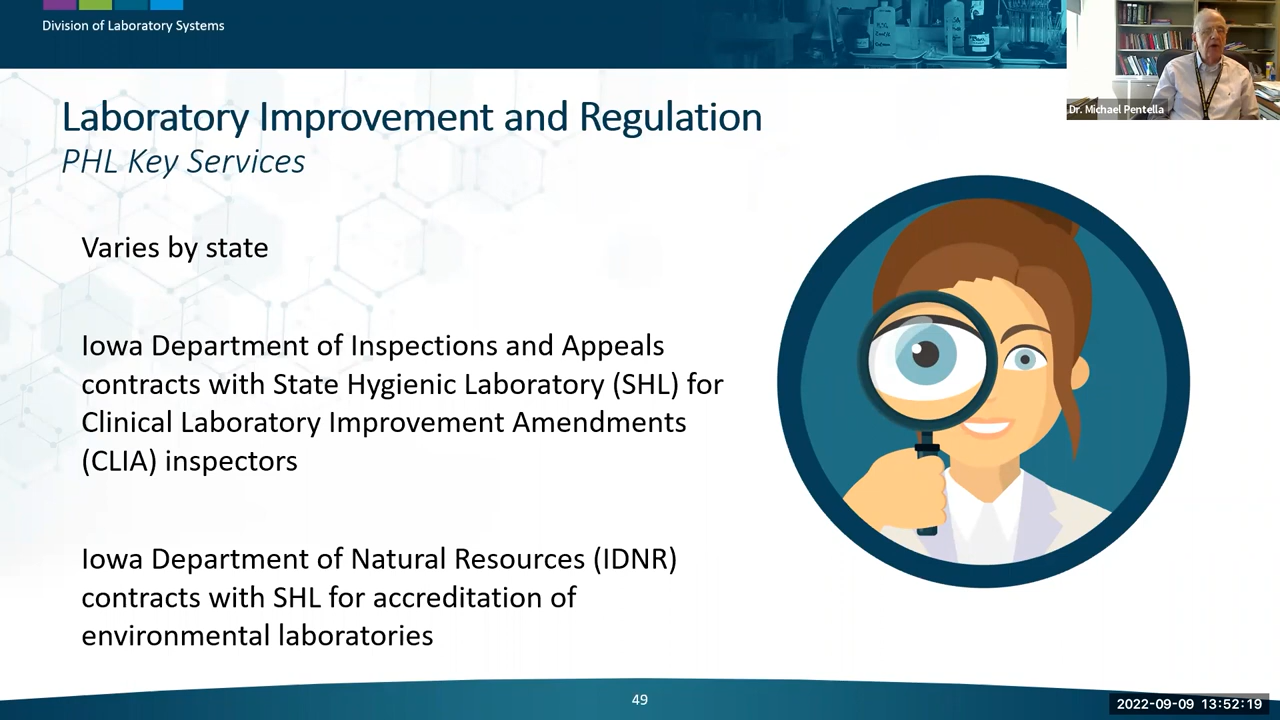 Division of Laboratory Systems
Dr. Michael Pentella
Laboratory Improvement and Regulation
PHL Key Services
Varies by state
Iowa Department of Inspections and Appeals
contracts with State Hygienic Laboratory (SHL) for
Clinical Laboratory Improvement Amendments
(CLIA) inspectors
Iowa Department of Natural Resources (IDNR)
contracts with SHL for accreditation of
environmental laboratories
49
2022-09-09 13:52:19